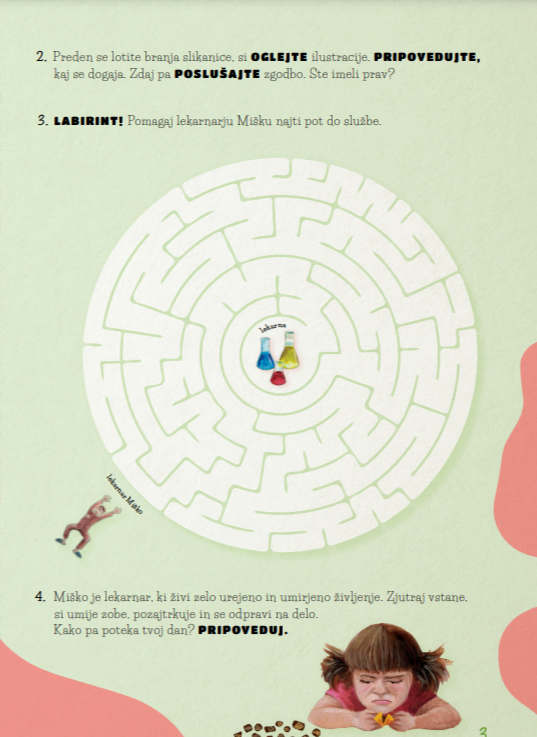 2. Preden se lotite branja slikanice, si OGLEJTE ilustracije. PRIPOVEDUJTE,
kaj se dogaja. Zdaj pa POSLUŠAJTE zgodbo. Ste imeli prav?
3. LABIRINT! Pomagaj lekarnarju Mišku najti pot do službe.
lekarna
lekarnar Miško
4. Miško je lekarnar, ki živi zelo urejeno in umirjeno življenje. Zjutraj vstane,
si umije zobe, pozajtrkuje in se odpravi na delo.
Kako pa poteka tvoj dan? PRIPOVEDUJ.
3